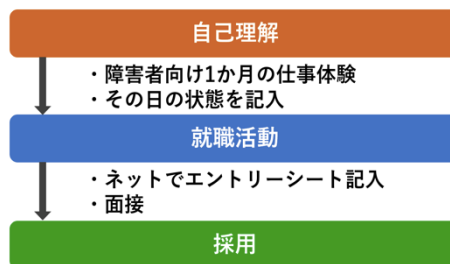 自己理解
・障害者向け1か月の仕事体験
・その日の状態を記入
就職活動
・ネットでエントリーシート記入
・面接
採用